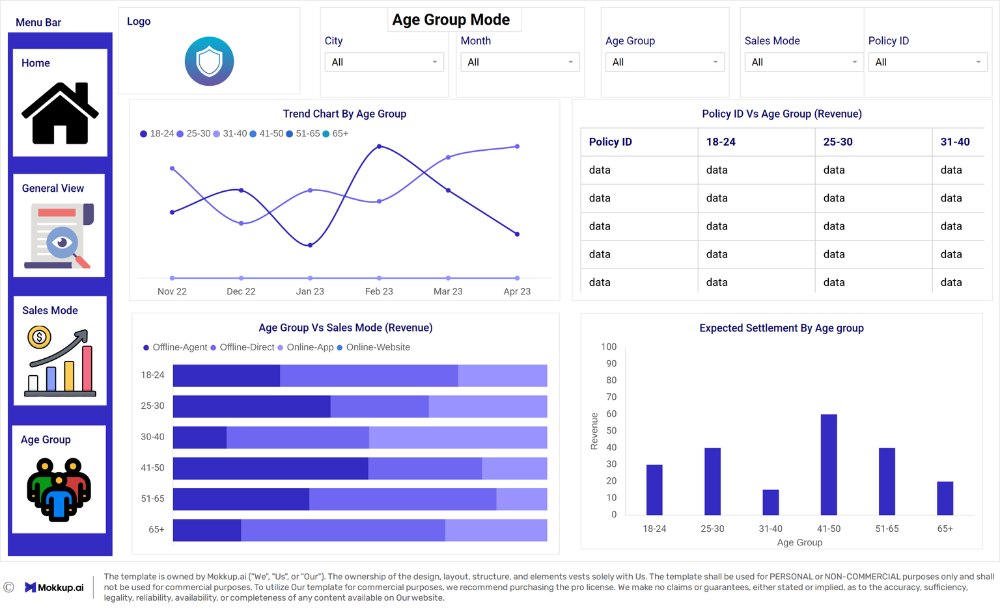 Menu Bar
Home
General View
Sales Mode
Age Group
Logo
Age Group Mode
City
All
Month
All
Age Group
All
Sales Mode
All
Policy ID
All
Trend Chart By Age Group
18-24 25-30 31-40 41-50 51-65 65+
Nov 22 Dec 22 Jan 23 Feb 23 Mar 23 Apr 23
Policy ID Vs Age Group (Revenue)
Policy ID 18-24 25-30 31-40
data data data data
data data data data
data data data data
data data data data
data data data data
Age Group Vs Sales Mode (Revenue)
Offline-Agent Offline-Direct Online-App Online-Website
18-24
25-30
30-40
41-50
51-65
65+
Expected Settlement By Age group
100
90
80
70
60
50
40
30
20
10
0
Revenue
18-24 25-30 31-40 41-50 51-65 65+
Age Group
© Mokkup.ai
The template is owned by Mokkup.ai ("We", "Us", or "Our"). The ownership of the design, layout, structure, and elements vests solely with Us. The template shall be used for PERSONAL or NON-COMMERCIAL purposes only and shall
not be used for commercial purposes. To utilize Our template for commercial purposes, we recommend purchasing the pro license. We make no claims or guarantees, either stated or implied, as to the accuracy, sufficiency,
legality, reliability, availability, or completeness of any content available on Our website.